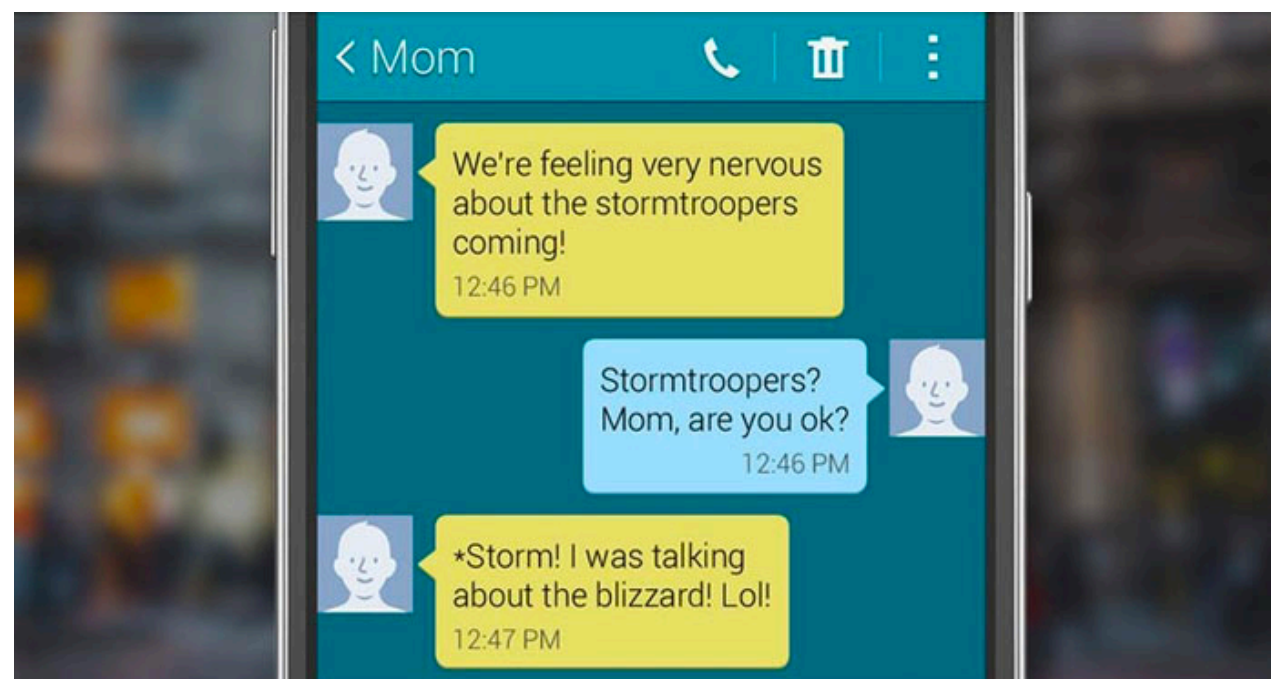 < Mom
We're feeling very nervous
about the stormtroopers
coming!
12:46 PM
Stormtroopers?
Mom, are you ok?
12:46 PM
*Storm! I was talking
about the blizzard! Lol!
12:47 PM